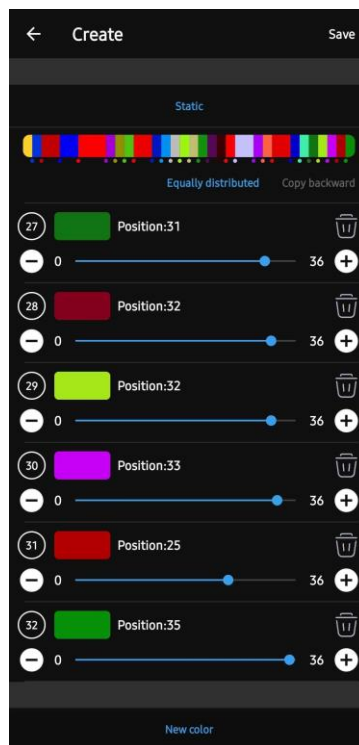 Create Save
Static
Equally distributed Copy backward
27 Position:31
0 36
28 Position:32
0 36
29 Position:32
0 36
30 Position:33
0 36
31 Position:25
0 36
32 Position:35
0 36
New color